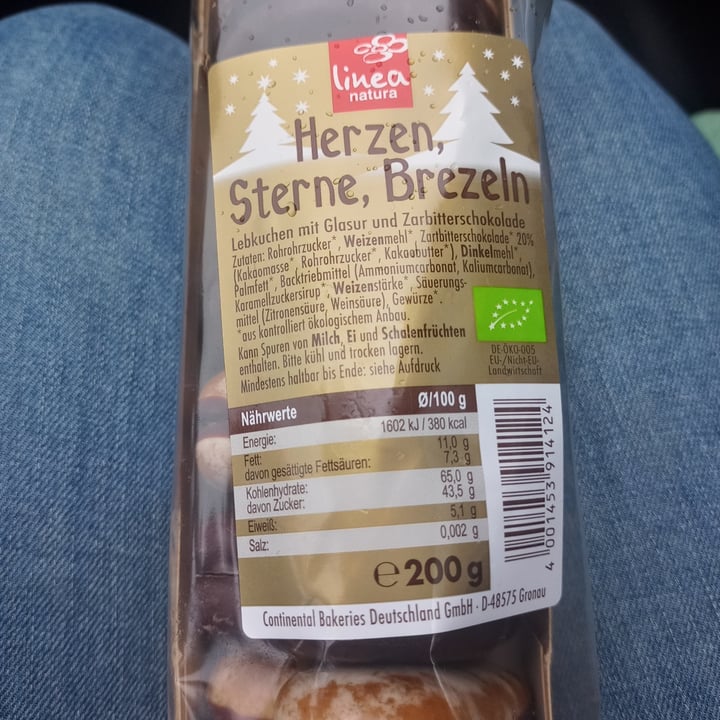 linea
natura
Herzen,
Sterne, Brezeln
Lebkuchen mit Glasur und Zartbitterschokolade
Zutaten: Rohrohrzucker*, Weizenmehl*, Zartbitterschokolade* 20%
(Kakaomasse*, Rohrohrzucker*, Kakaobutter*), Dinkelmehl*,
Palmfett*, Backtriebmittel (Ammoniumcarbonat, Kaliumcarbonat),
Karamellzuckersirup*, Weizenstärke*, Säuerungs-
mittel (Zitronensäure, Weinsäure), Gewürze*.
*aus kontrolliert ökologischem Anbau.
Kann Spuren von Milch, Ei und Schalenfrüchten
enthalten. Bitte kühl und trocken lagern.
Mindestens haltbar bis Ende: siehe Aufdruck
DE-ÖKO-005
EU-/Nicht-EU-
Landwirtschaft
Nährwerte Ø/100 g
Energie: 1602 kJ / 380 kcal
Fett: 11,0 g
davon gesättigte Fettsäuren: 7,3 g
Kohlenhydrate: 65,0 g
davon Zucker: 43,5 g
Eiweiß: 5,1 g
Salz: 0,002 g
e 200 g
4 001453 914124
Continental Bakeries Deutschland GmbH · D-48575 Gronau